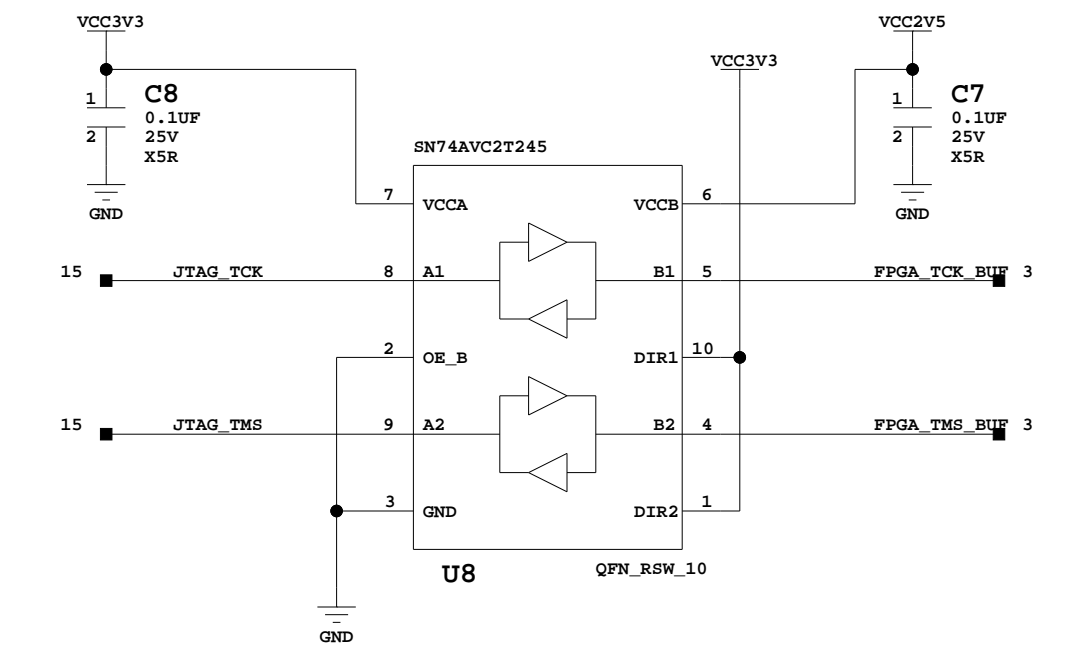 VCC3V3
VCC2V5
VCC3V3
1
C8
0.1UF
2
25V
X5R
GND
1
C7
0.1UF
2
25V
X5R
GND
SN74AVC2T245
7
VCCA
VCCB
6
15
JTAG_TCK
8
A1
B1
5
FPGA_TCK_BUF
3
2
OE_B
DIR1
10
15
JTAG_TMS
9
A2
B2
4
FPGA_TMS_BUF
3
3
GND
DIR2
1
U8
QFN_RSW_10
GND